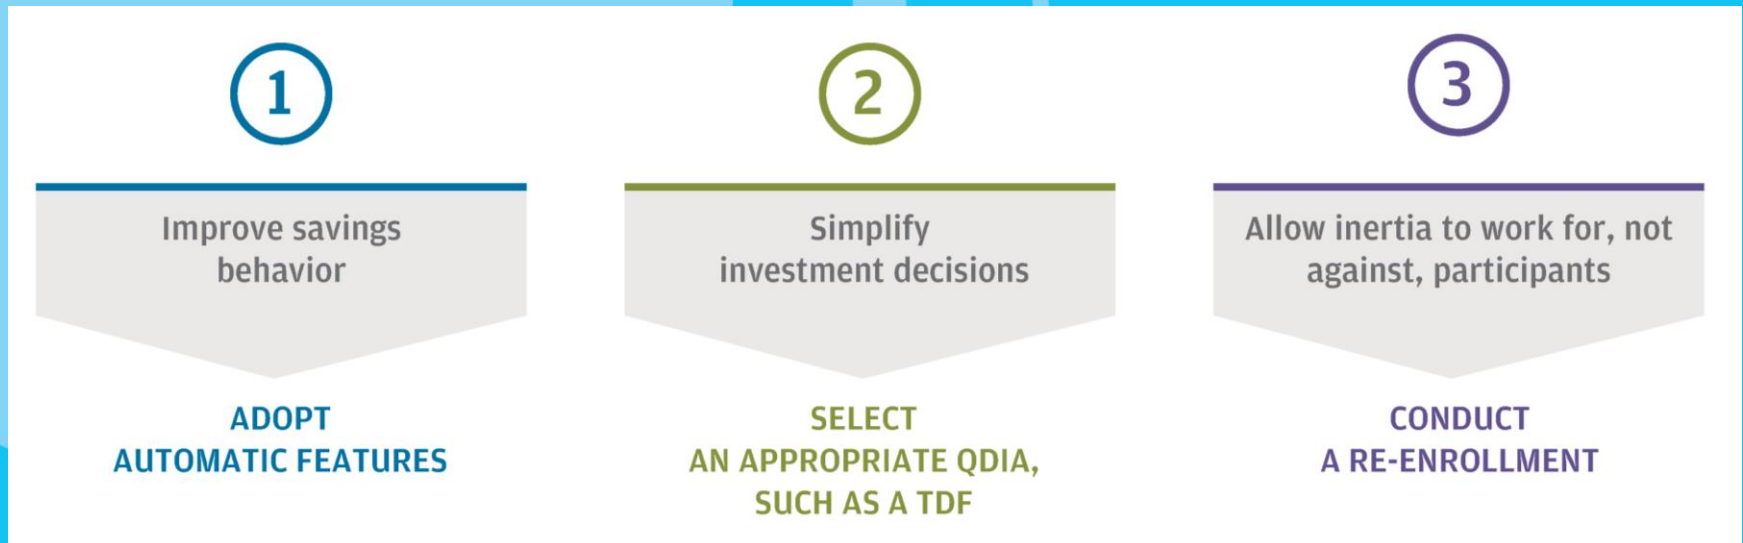 1
Improve savings
behavior
ADOPT
AUTOMATIC FEATURES
2
Simplify
investment decisions
SELECT
AN APPROPRIATE QDIA,
SUCH AS A TDF
3
Allow inertia to work for, not
against, participants
CONDUCT
A RE-ENROLLMENT